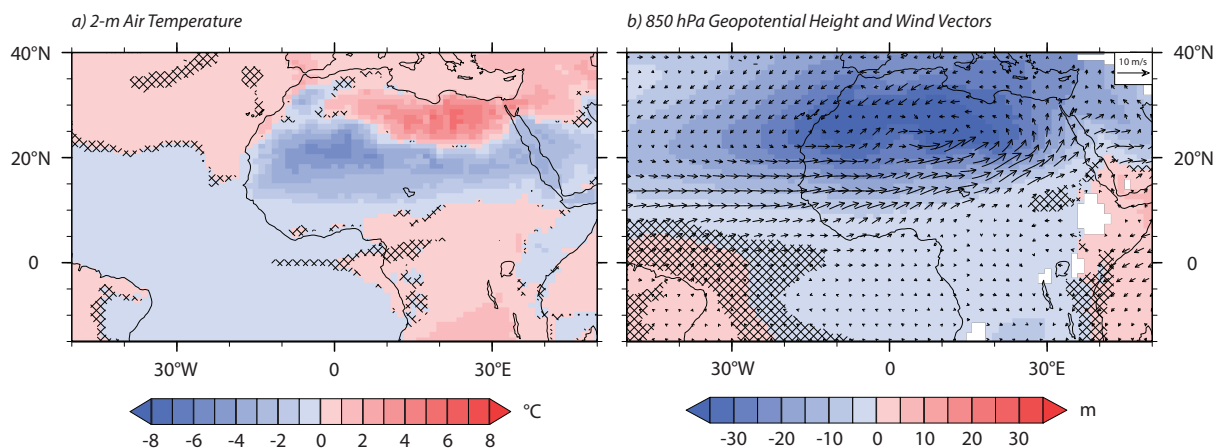 a) 2-m Air Temperature
b) 850 hPa Geopotential Height and Wind Vectors
40°N
20°N
0
30°W
0
30°E
10 m/s
40°N
20°N
0
30°W
0
30°E
-8 -6 -4 -2 0 2 4 6 8 °C
-30 -20 -10 0 10 20 30 m